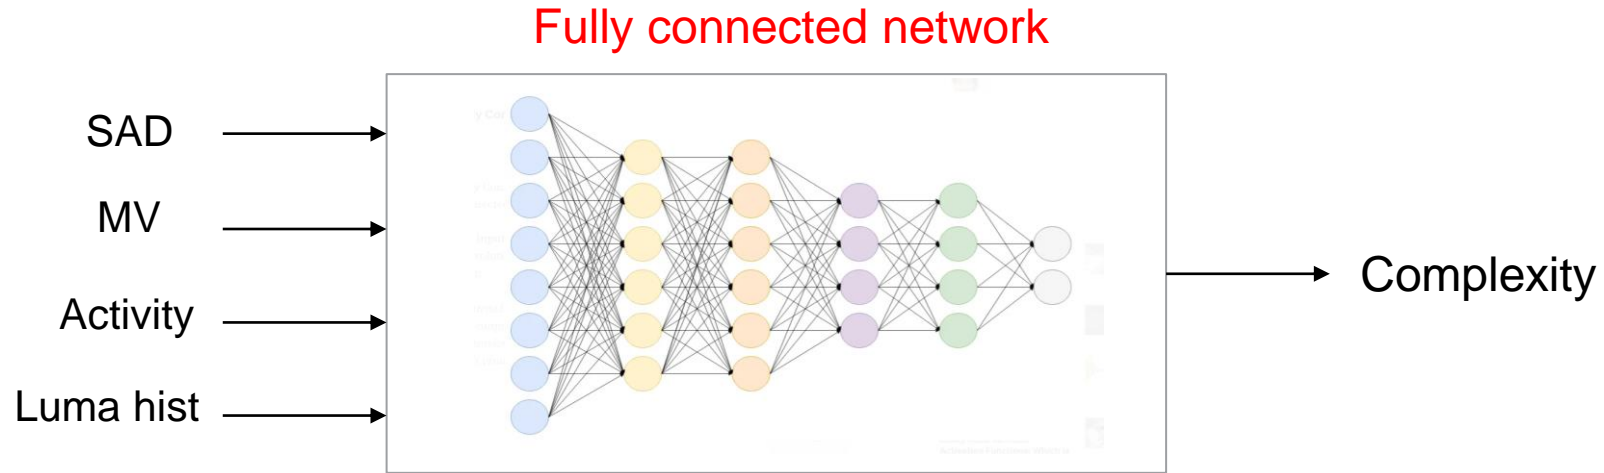 Fully connected network
SAD
MV
Activity
Luma hist
Complexity